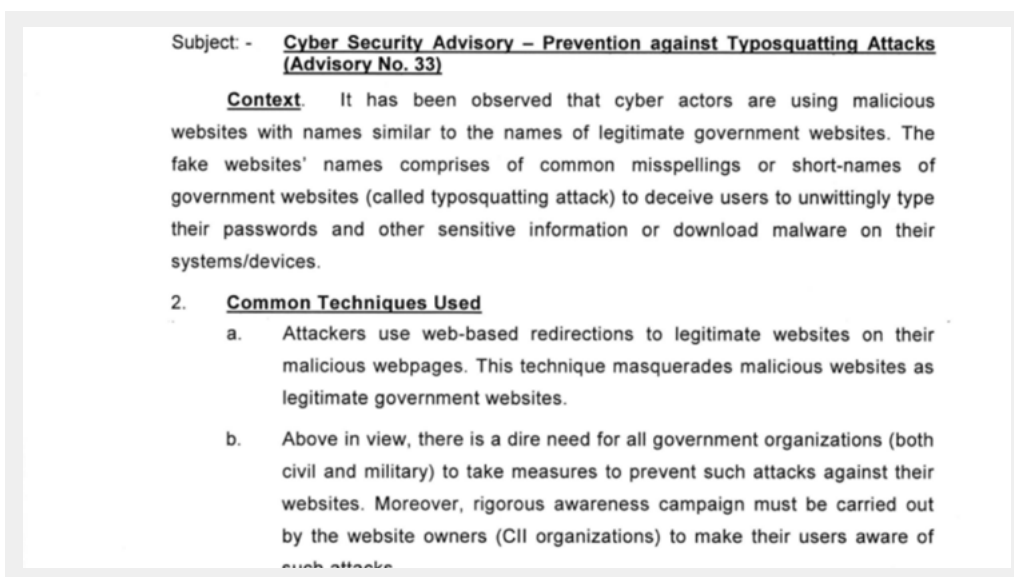 Subject: - Cyber Security Advisory – Prevention against Typosquatting Attacks
(Advisory No. 33)
Context. It has been observed that cyber actors are using malicious
websites with names similar to the names of legitimate government websites. The
fake websites' names comprises of common misspellings or short-names of
government websites (called typosquatting attack) to deceive users to unwittingly type
their passwords and other sensitive information or download malware on their
systems/devices.
2. Common Techniques Used
a. Attackers use web-based redirections to legitimate websites on their
malicious webpages. This technique masquerades malicious websites as
legitimate government websites.
b. Above in view, there is a dire need for all government organizations (both
civil and military) to take measures to prevent such attacks against their
websites. Moreover, rigorous awareness campaign must be carried out
by the website owners (CII organizations) to make their users aware of
such attacks.